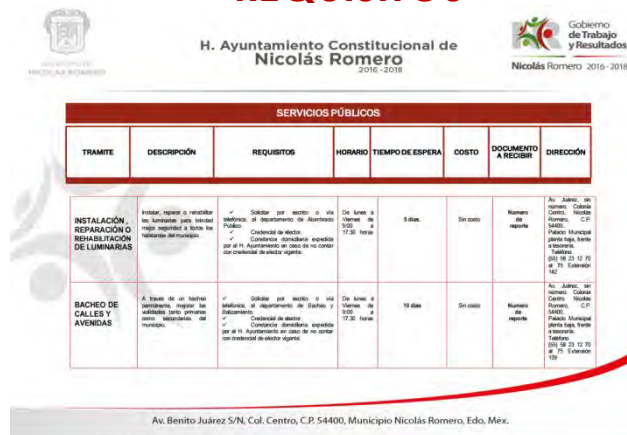 H. Ayuntamiento Constitucional de
Nicolás Romero
2016 -2018
Gobierno
de Trabajo
y Resultados
Nicolás Romero 2016-2018
SERVICIOS PÚBLICOS
TRAMITE
DESCRIPCIÓN
REQUISITOS
HORARIO
TIEMPO DE ESPERA
COSTO
DOCUMENTO
A RECIBIR
DIRECCIÓN
INSTALACIÓN ,
REPARACIÓN O
REHABILITACIÓN
DE LUMINARIAS
Instalar, reparar o rehabilitar
las luminarias para brindar
mejor seguridad a todos los
habitantes del municipio.
✓ Solicitar por escrito o vía
telefónica, al departamento de Alumbrado
Público.
✓ Credencial de elector.
✓ Constancia domiciliaria expedida
por el H. Ayuntamiento en caso de no contar
con credencial de elector vigente.
De lunes a
Viernes de
9:00 a
17:30 horas
5 días.
Sin costo
Numero
de
reporte
Av. Juárez, sin
número Colonia
Centro, Nicolás
Romero, C.P.
54400.
Palacio Municipal
planta baja, frente
a tesorería.
Teléfono
(55) 58 23 12 70
al 75 Extensión
142
BACHEO DE
CALLES Y
AVENIDAS
A través de un bacheo
permanente, mejorar las
vialidades tanto primarias
como secundarias del
municipio.
✓ Solicitar por escrito o vía
telefónica, al departamento de Bacheo y
Balizamiento.
✓ Credencial de elector.
✓ Constancia domiciliaria expedida
por el H. Ayuntamiento en caso de no contar
con credencial de elector vigente.
De lunes a
Viernes de
9:00 a
17:30 horas
10 días
Sin costo
Numero
de
reporte
Av. Juárez, sin
número Colonia
Centro Nicolás
Romero, C.P.
54400.
Palacio Municipal
planta baja, frente
a tesorería.
Teléfono
(55) 58 23 12 70
al 75 Extensión
159
Av. Benito Juárez S/N, Col. Centro, C.P. 54400, Municipio Nicolás Romero, Edo, Méx.